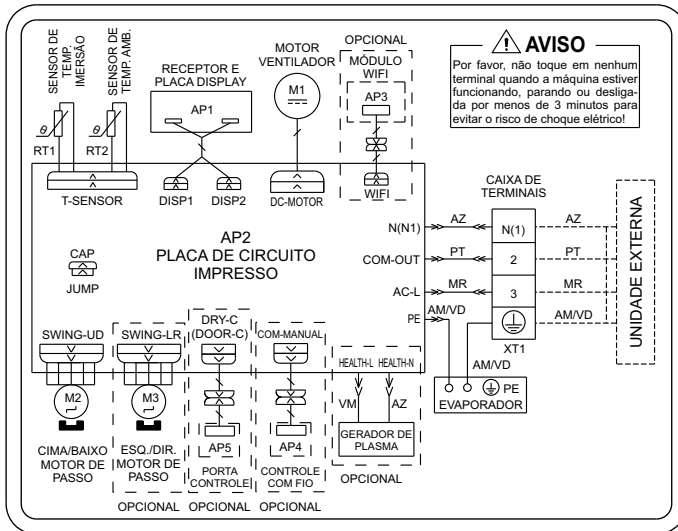 SENSOR DE
TEMP.
IMERSÃO
SENSOR DE
TEMP. AMB.
RECEPTOR E
PLACA DISPLAY
AP1
MOTOR
VENTILADOR
M1
OPCIONAL
MÓDULO
WIFI
AP3
AVISO
Por favor, não toque em nenhum
terminal quando a máquina estiver
funcionando, parando ou desliga-
da por menos de 3 minutos para
evitar o risco de choque elétrico!
θ
RT1
θ
RT2
T-SENSOR
DISP1
DISP2
DC-MOTOR
WIFI
CAIXA DE
TERMINAIS
N(N1)
AZ
N(1)
AZ
COM-OUT
PT
2
PT
AC-L
MR
3
MR
PE
AM/VD
AM/VD
XT1
AM/VD
PE
EVAPORADOR
UNIDADE EXTERNA
AP2
PLACA DE CIRCUITO
IMPRESSO
CAP
JUMP
SWING-UD
M2
CIMA/BAIXO
MOTOR DE
PASSO
SWING-LR
M3
ESQ./DIR.
MOTOR DE
PASSO
OPCIONAL
DRY-C
(DOOR-C)
AP5
PORTA
CONTROLE
OPCIONAL
COM-MANUAL
AP4
CONTROLE
COM FIO
OPCIONAL
HEALTH-L
HEALTH-N
VM
AZ
GERADOR DE
PLASMA
OPCIONAL